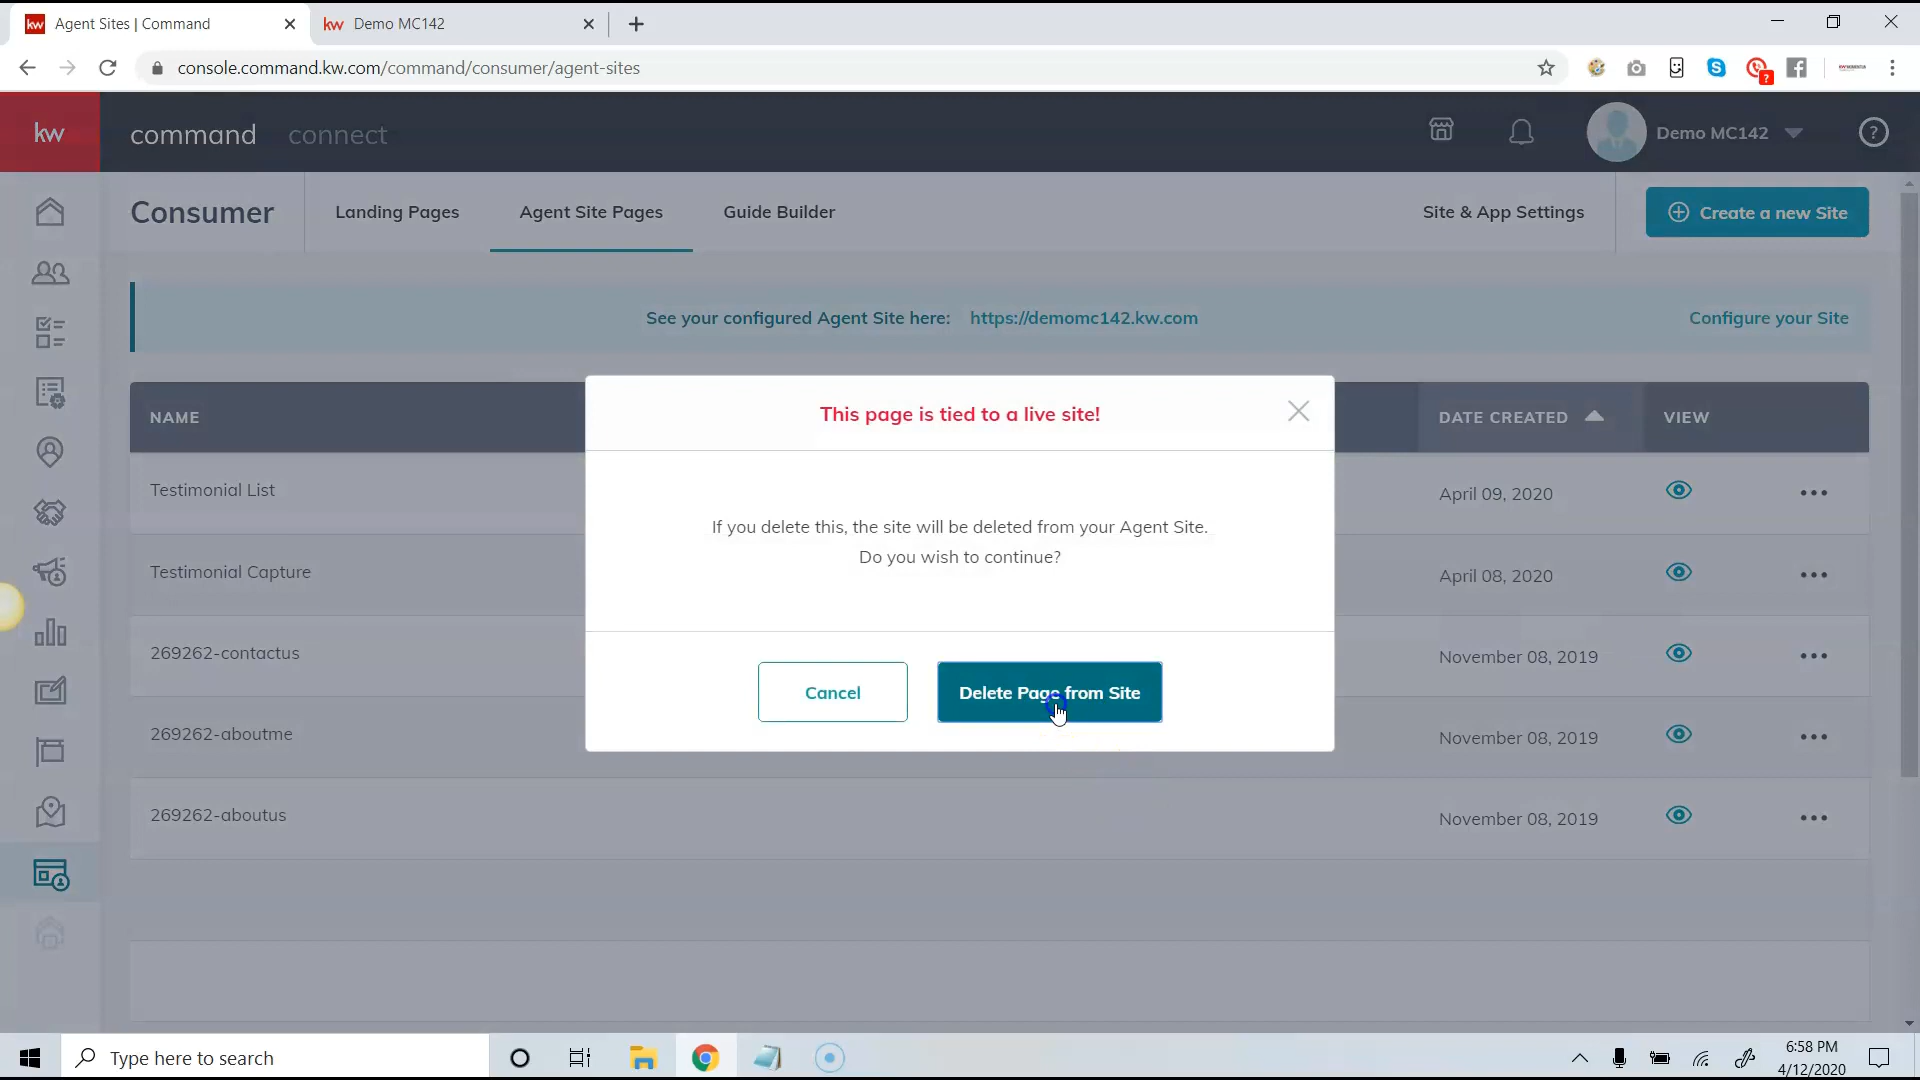 kw Agent Sites | Command
kw Demo MC142
console.command.kw.com/command/consumer/agent-sites
kw command connect
Demo MC142
?
Consumer
Landing Pages
Agent Site Pages
Guide Builder
Site & App Settings
Create a new Site
See your configured Agent Site here: https://demomc142.kw.com
Configure your Site
NAME
DATE CREATED
VIEW
This page is tied to a live site!
If you delete this, the site will be deleted from your Agent Site.
Do you wish to continue?
Cancel
Delete Page from Site
Testimonial List
April 09, 2020
Testimonial Capture
April 08, 2020
269262-contactus
November 08, 2019
269262-aboutme
November 08, 2019
269262-aboutus
November 08, 2019
Type here to search
6:58 PM
4/12/2020